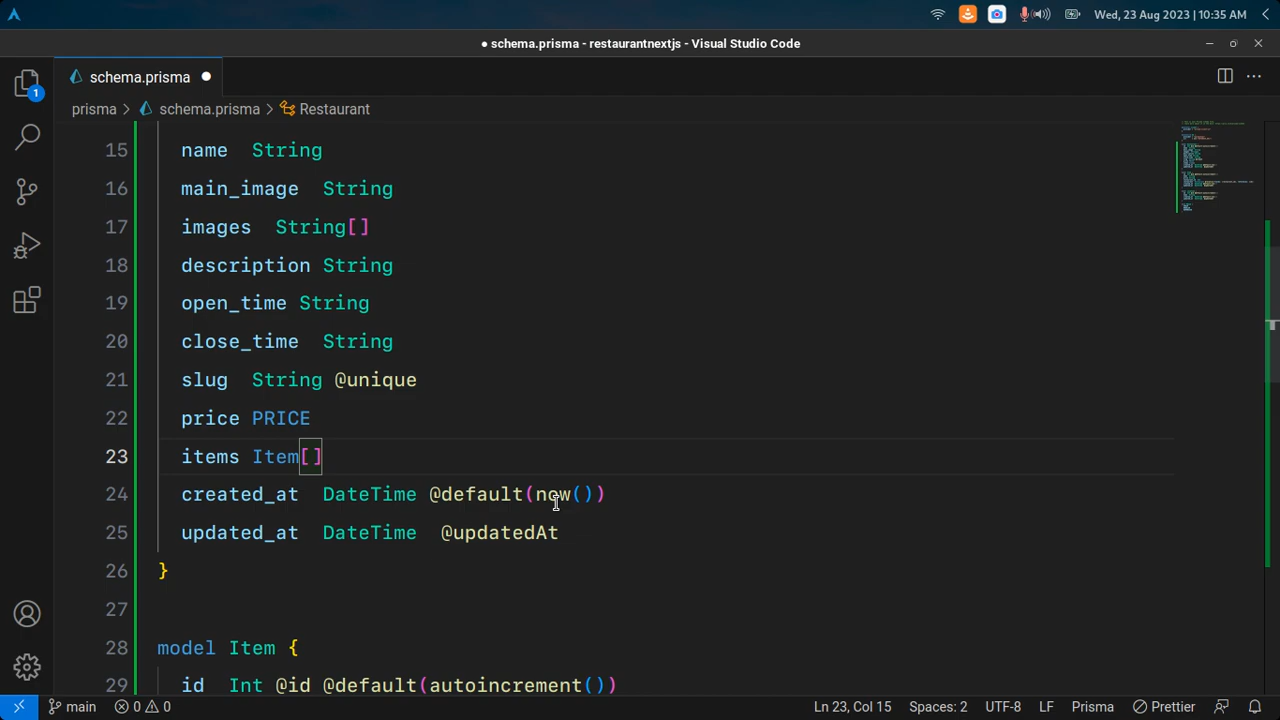 Wed, 23 Aug 2023 | 10:35 AM
● schema.prisma - restaurantnextjs - Visual Studio Code
schema.prisma
prisma > schema.prisma > Restaurant
1
15 name String
16 main_image String
17 images String[]
18 description String
19 open_time String
20 close_time String
21 slug String @unique
22 price PRICE
23 items Item[]
24 created_at DateTime @default(now())
25 updated_at DateTime @updatedAt
26 }
27
28 model Item {
29 id Int @id @default(autoincrement())
main 0 0 Ln 23, Col 15 Spaces: 2 UTF-8 LF Prisma Prettier